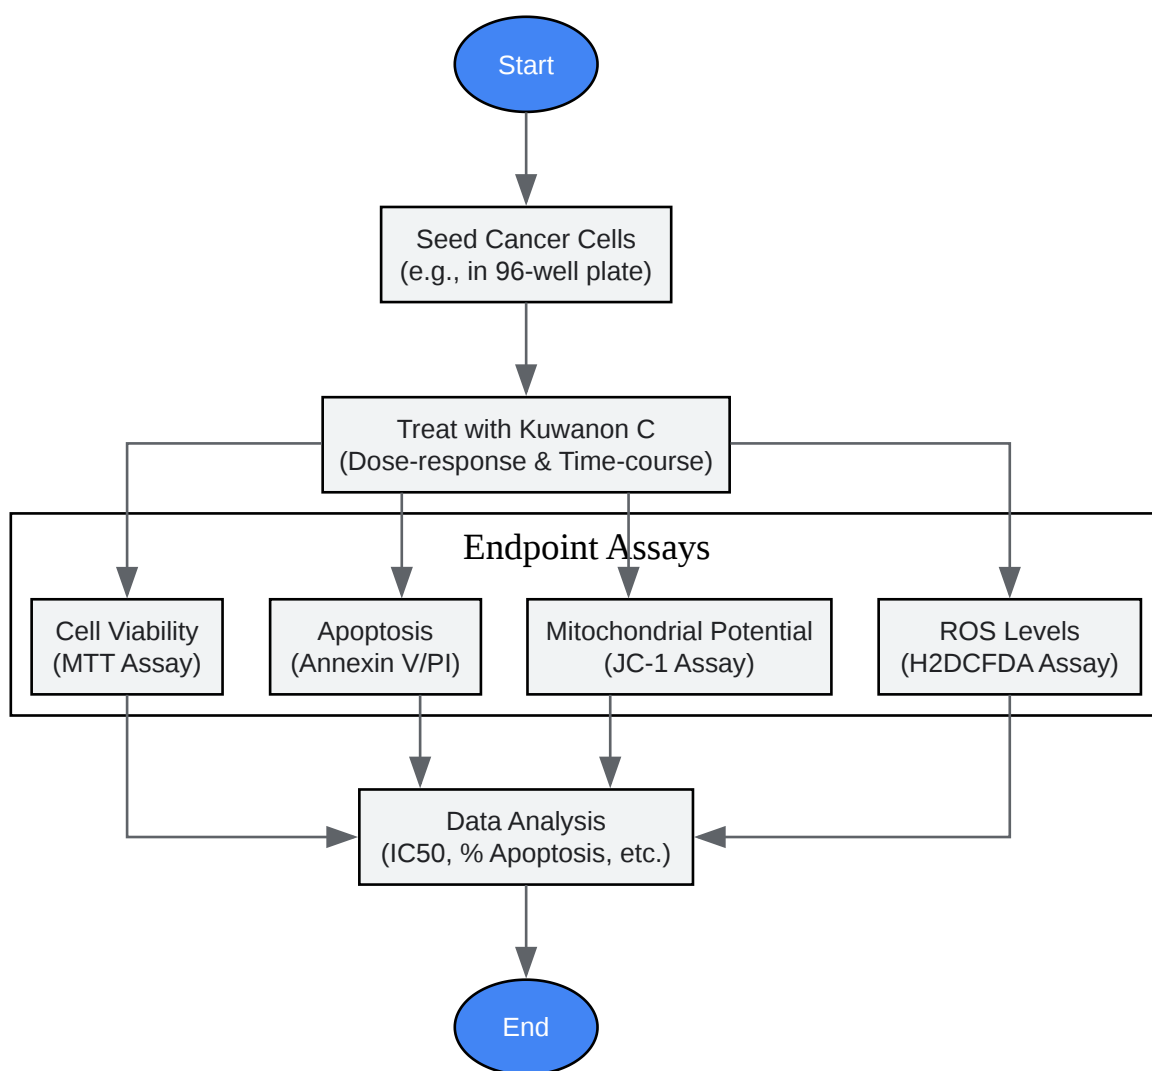 Start
Seed Cancer Cells
(e.g., in 96-well plate)
Treat with Kuwanon C
(Dose-response & Time-course)
Endpoint Assays
Cell Viability
(MTT Assay)
Apoptosis
(Annexin V/PI)
Mitochondrial Potential
(JC-1 Assay)
ROS Levels
(H2DCFDA Assay)
Data Analysis
(IC50, % Apoptosis, etc.)
End